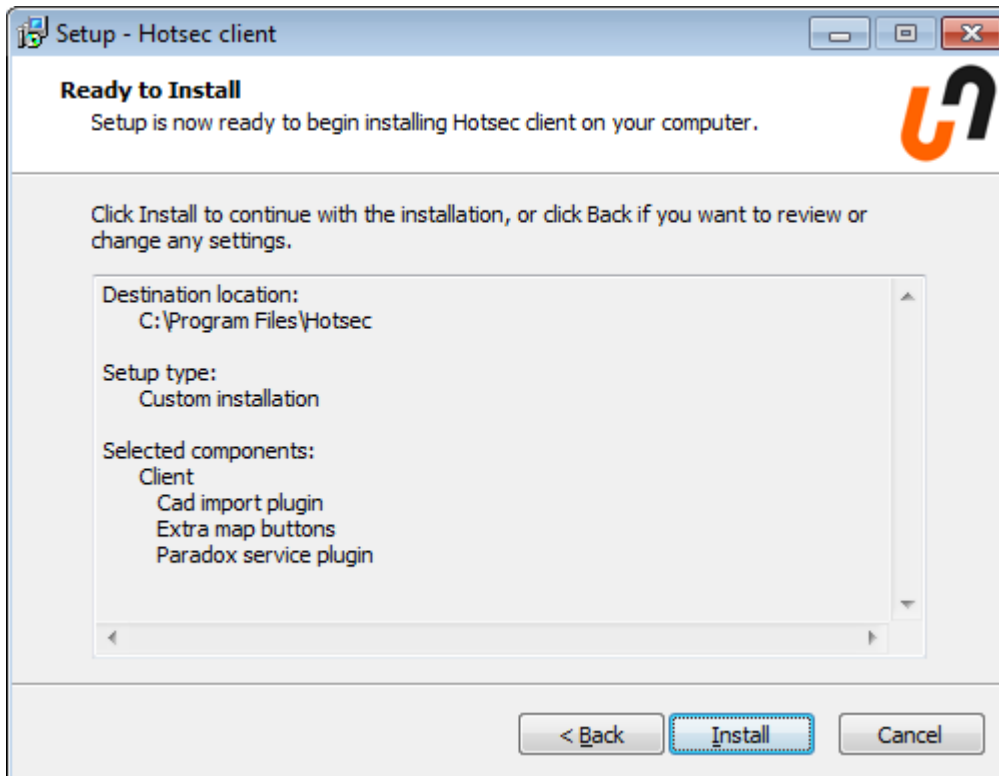 Setup - Hotsec client
Ready to Install
Setup is now ready to begin installing Hotsec client on your computer.
Click Install to continue with the installation, or click Back if you want to review or
change any settings.
Destination location:
C:\Program Files\Hotsec
Setup type:
Custom installation
Selected components:
Client
Cad import plugin
Extra map buttons
Paradox service plugin
< Back Install Cancel